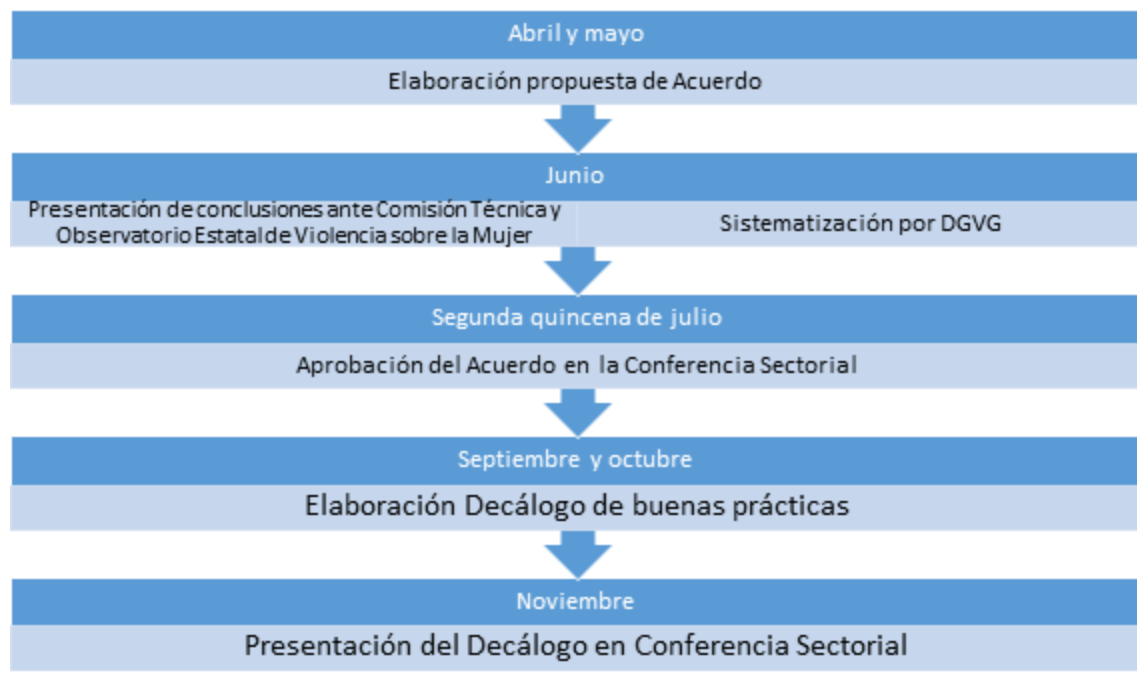 Abril y mayo
Elaboración propuesta de Acuerdo
Junio
Presentación de conclusiones ante Comisión Técnica y
Observatorio Estatal de Violencia sobre la Mujer
Sistematización por DGVG
Segunda quincena de julio
Aprobación del Acuerdo en la Conferencia Sectorial
Septiembre y octubre
Elaboración Decálogo de buenas prácticas
Noviembre
Presentación del Decálogo en Conferencia Sectorial